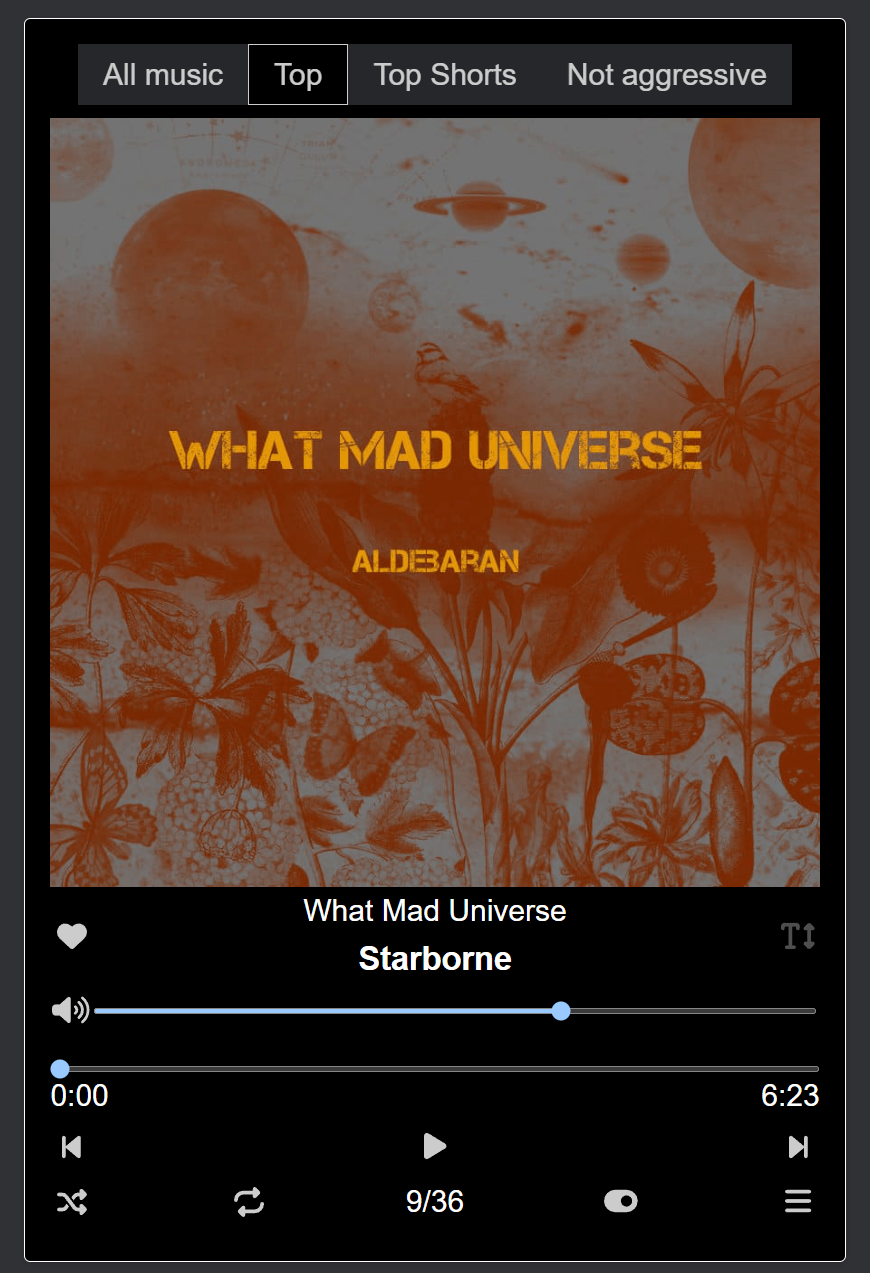 All music Top Top Shorts Not aggressive
ANDROMEDA
WHAT MAD UNIVERSE
ALDEBARAN
What Mad Universe
Starborne
0:00 6:23
9/36